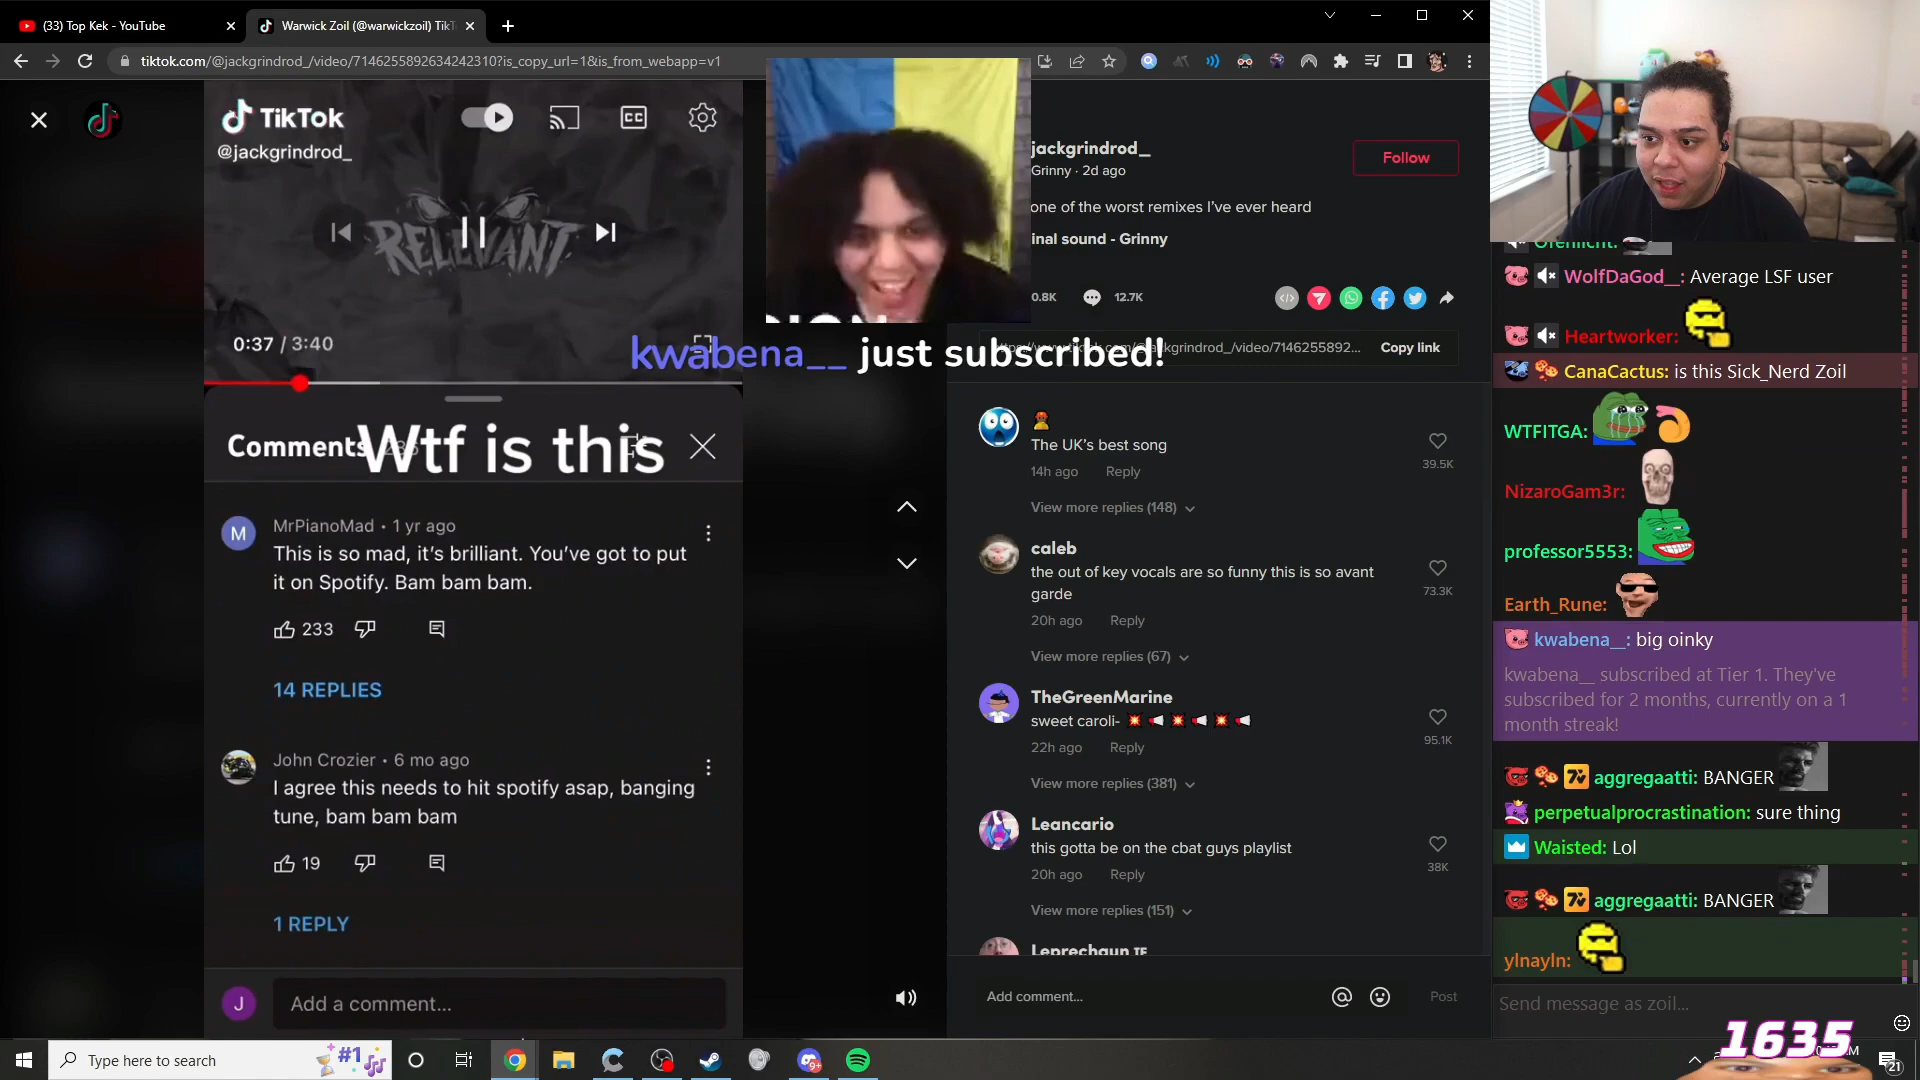 (33) Top Kek - YouTube
Warwick Zoil (@warwickzoil) TikT
tiktok.com/@jackgrindrod_/video/7146255892634242310?is_copy_url=1&is_from_webapp=v1
TikTok
@jackgrindrod_
RELEVANT
0:37 / 3:40
Comments
Wtf is this
MrPianoMad • 1 yr ago
This is so mad, it's brilliant. You've got to put
it on Spotify. Bam bam bam.
233
14 REPLIES
John Crozier • 6 mo ago
I agree this needs to hit spotify asap, banging
tune, bam bam bam
19
1 REPLY
J
Add a comment...
kwabena__ just subscribed!
jackgrindrod_
Grinny · 2d ago
Follow
one of the worst remixes I've ever heard
inal sound - Grinny
0.8K
12.7K
grindrod_/video/7146255892...
Copy link
The UK's best song
14h ago Reply
39.5K
View more replies (148)
caleb
the out of key vocals are so funny this is so avant
garde
20h ago Reply
73.3K
View more replies (67)
TheGreenMarine
sweet caroli-
22h ago Reply
95.1K
View more replies (381)
Leancario
this gotta be on the cbat guys playlist
20h ago Reply
38K
View more replies (151)
Leprechaun
Add comment...
Post
WolfDaGod__: Average LSF user
Heartworker:
CanaCactus: is this Sick_Nerd Zoil
WTFITGA:
NizaroGam3r:
professor5553:
Earth_Rune:
kwabena__: big oinky
kwabena__ subscribed at Tier 1. They've
subscribed for 2 months, currently on a 1
month streak!
aggregaatti: BANGER
perpetualprocrastination: sure thing
Waisted: Lol
aggregaatti: BANGER
ylnayln:
Send message as zoil...
1635
Type here to search
#1
21